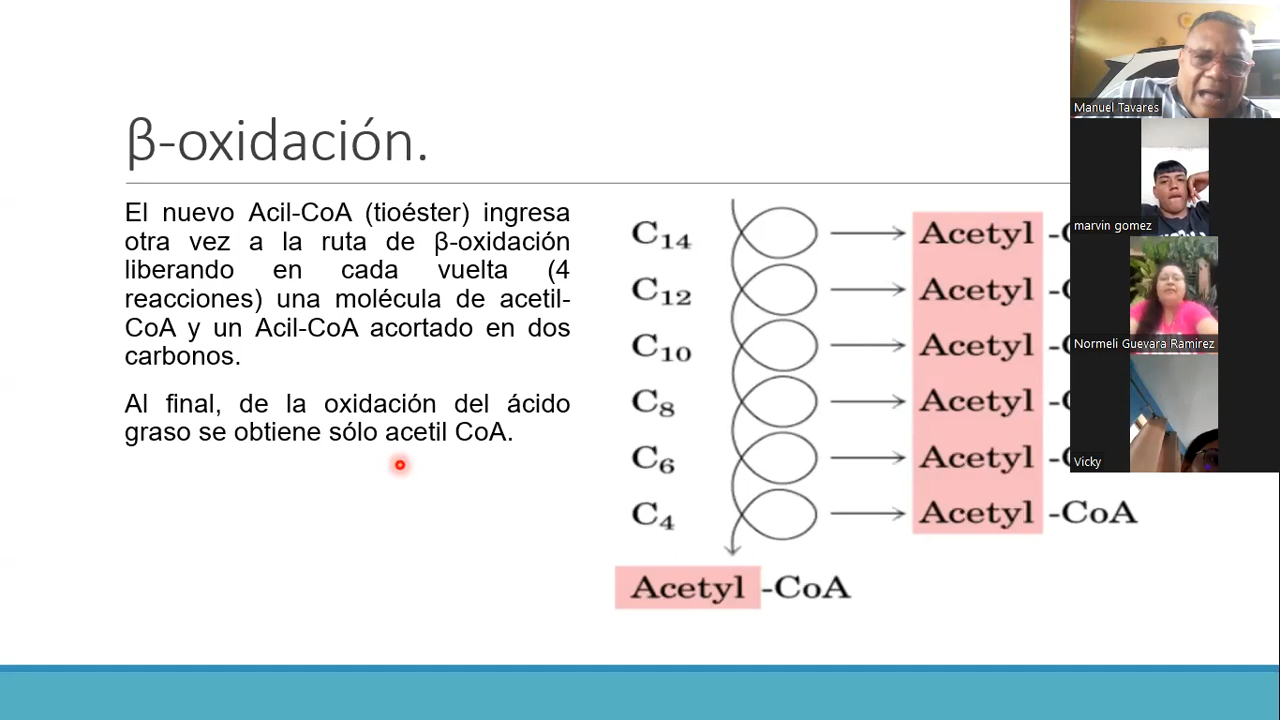 β-oxidación.
El nuevo Acil-CoA (tioéster) ingresa
otra vez a la ruta de β-oxidación
liberando en cada vuelta (4
reacciones) una molécula de acetil-
CoA y un Acil-CoA acortado en dos
carbonos.
Al final, de la oxidación del ácido
graso se obtiene sólo acetil CoA.
C₁₄ Acetyl -C
C₁₂ Acetyl -C
C₁₀ Acetyl -C
C₈ Acetyl -C
C₆ Acetyl -C
C₄ Acetyl -CoA
Acetyl -CoA
Manuel Tavares
marvin gomez
Normeli Guevara Ramirez
Vicky